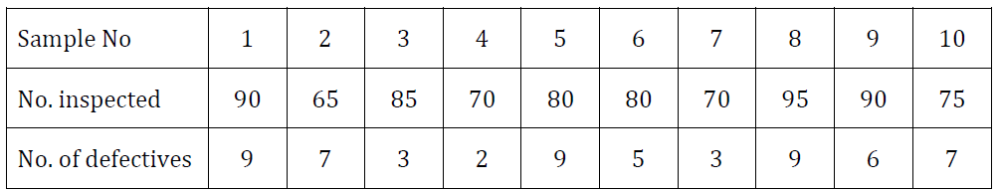 Sample No 1 2 3 4 5 6 7 8 9 10
No. inspected 90 65 85 70 80 80 70 95 90 75
No. of defectives 9 7 3 2 9 5 3 9 6 7